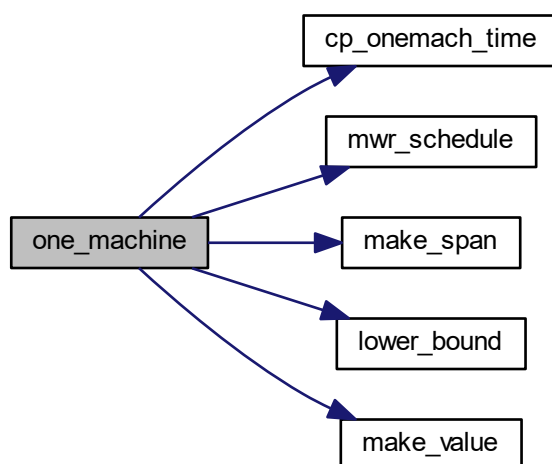 cp_onemach_time
mwr_schedule
one_machine
make_span
lower_bound
make_value